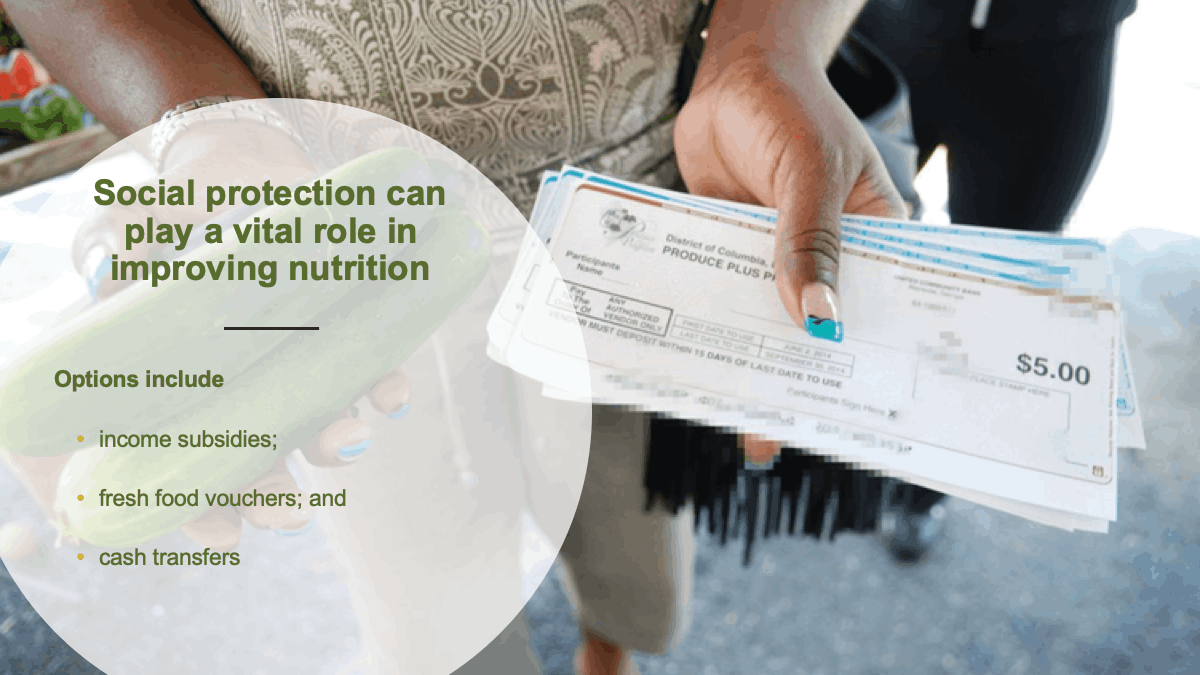 Social protection can
play a vital role in
improving nutrition
Options include
• income subsidies;
• fresh food vouchers; and
• cash transfers
District of Columbia,
PRODUCE PLUS
Participants
Name
Pay
To The
Order Of
ANY
AUTHORIZED
VENDOR ONLY
FIRST DATE TO USE
JUNE 2, 2014
LAST DATE TO USE
SEPTEMBER 30, 2014
VENDOR MUST DEPOSIT WITHIN 15 DAYS OF LAST DATE TO USE
Participants Sign Here X
UNITED COMMUNITY BANK
$5.00
PLACE STAMP HERE